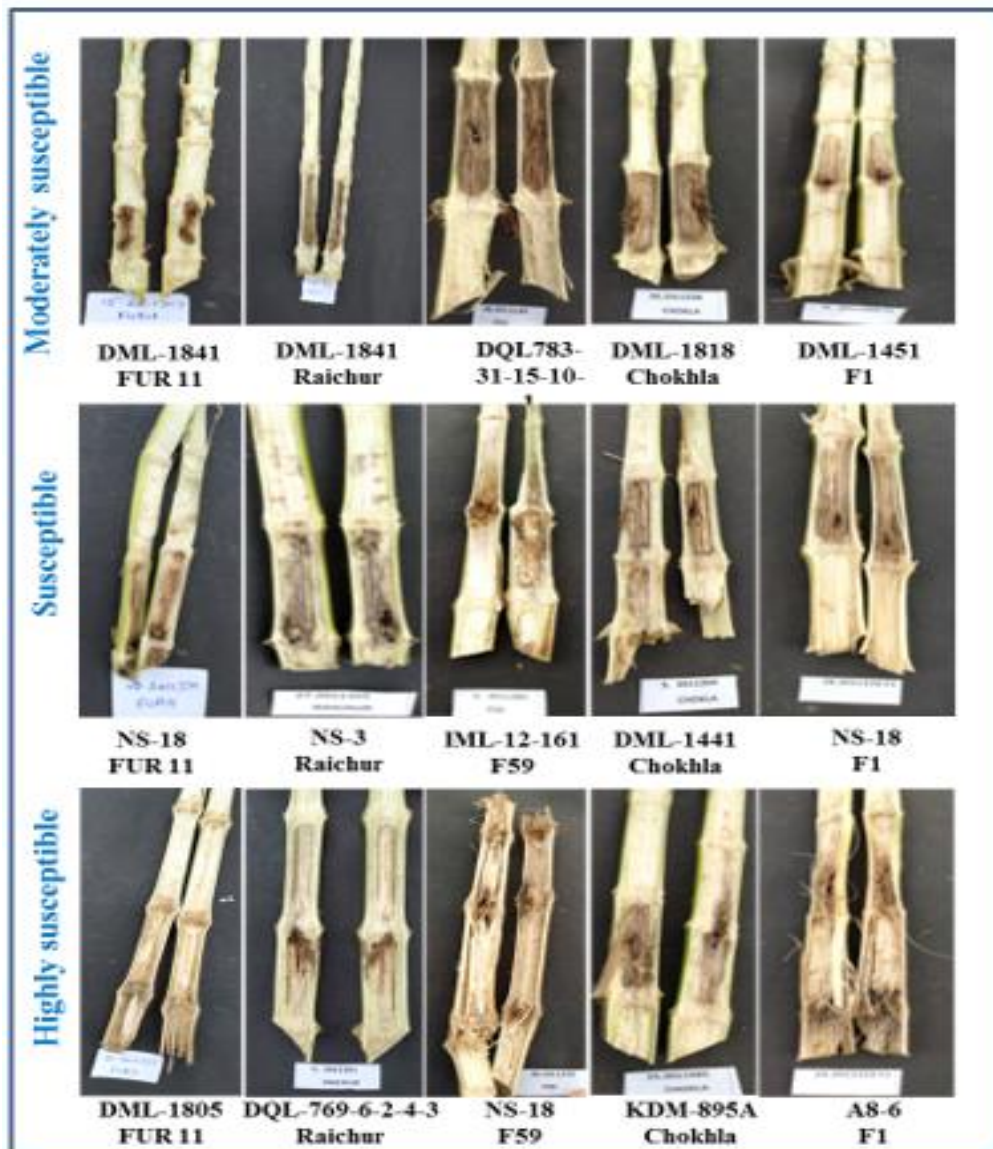 Moderately susceptible
DML-1841
FUR 11
DML-1841
Raichur
DQL783-
31-15-10-
1
DML-1818
Chokhla
DML-1451
F1
Susceptible
NS-18
FUR 11
NS-3
Raichur
IML-12-161
F59
DML-1441
Chokhla
CHOKLA
NS-18
F1
Highly susceptible
DML-1805
FUR 11
DQL-769-6-2-4-3
Raichur
NS-18
F59
KDM-895A
Chokhla
A8-6
F1